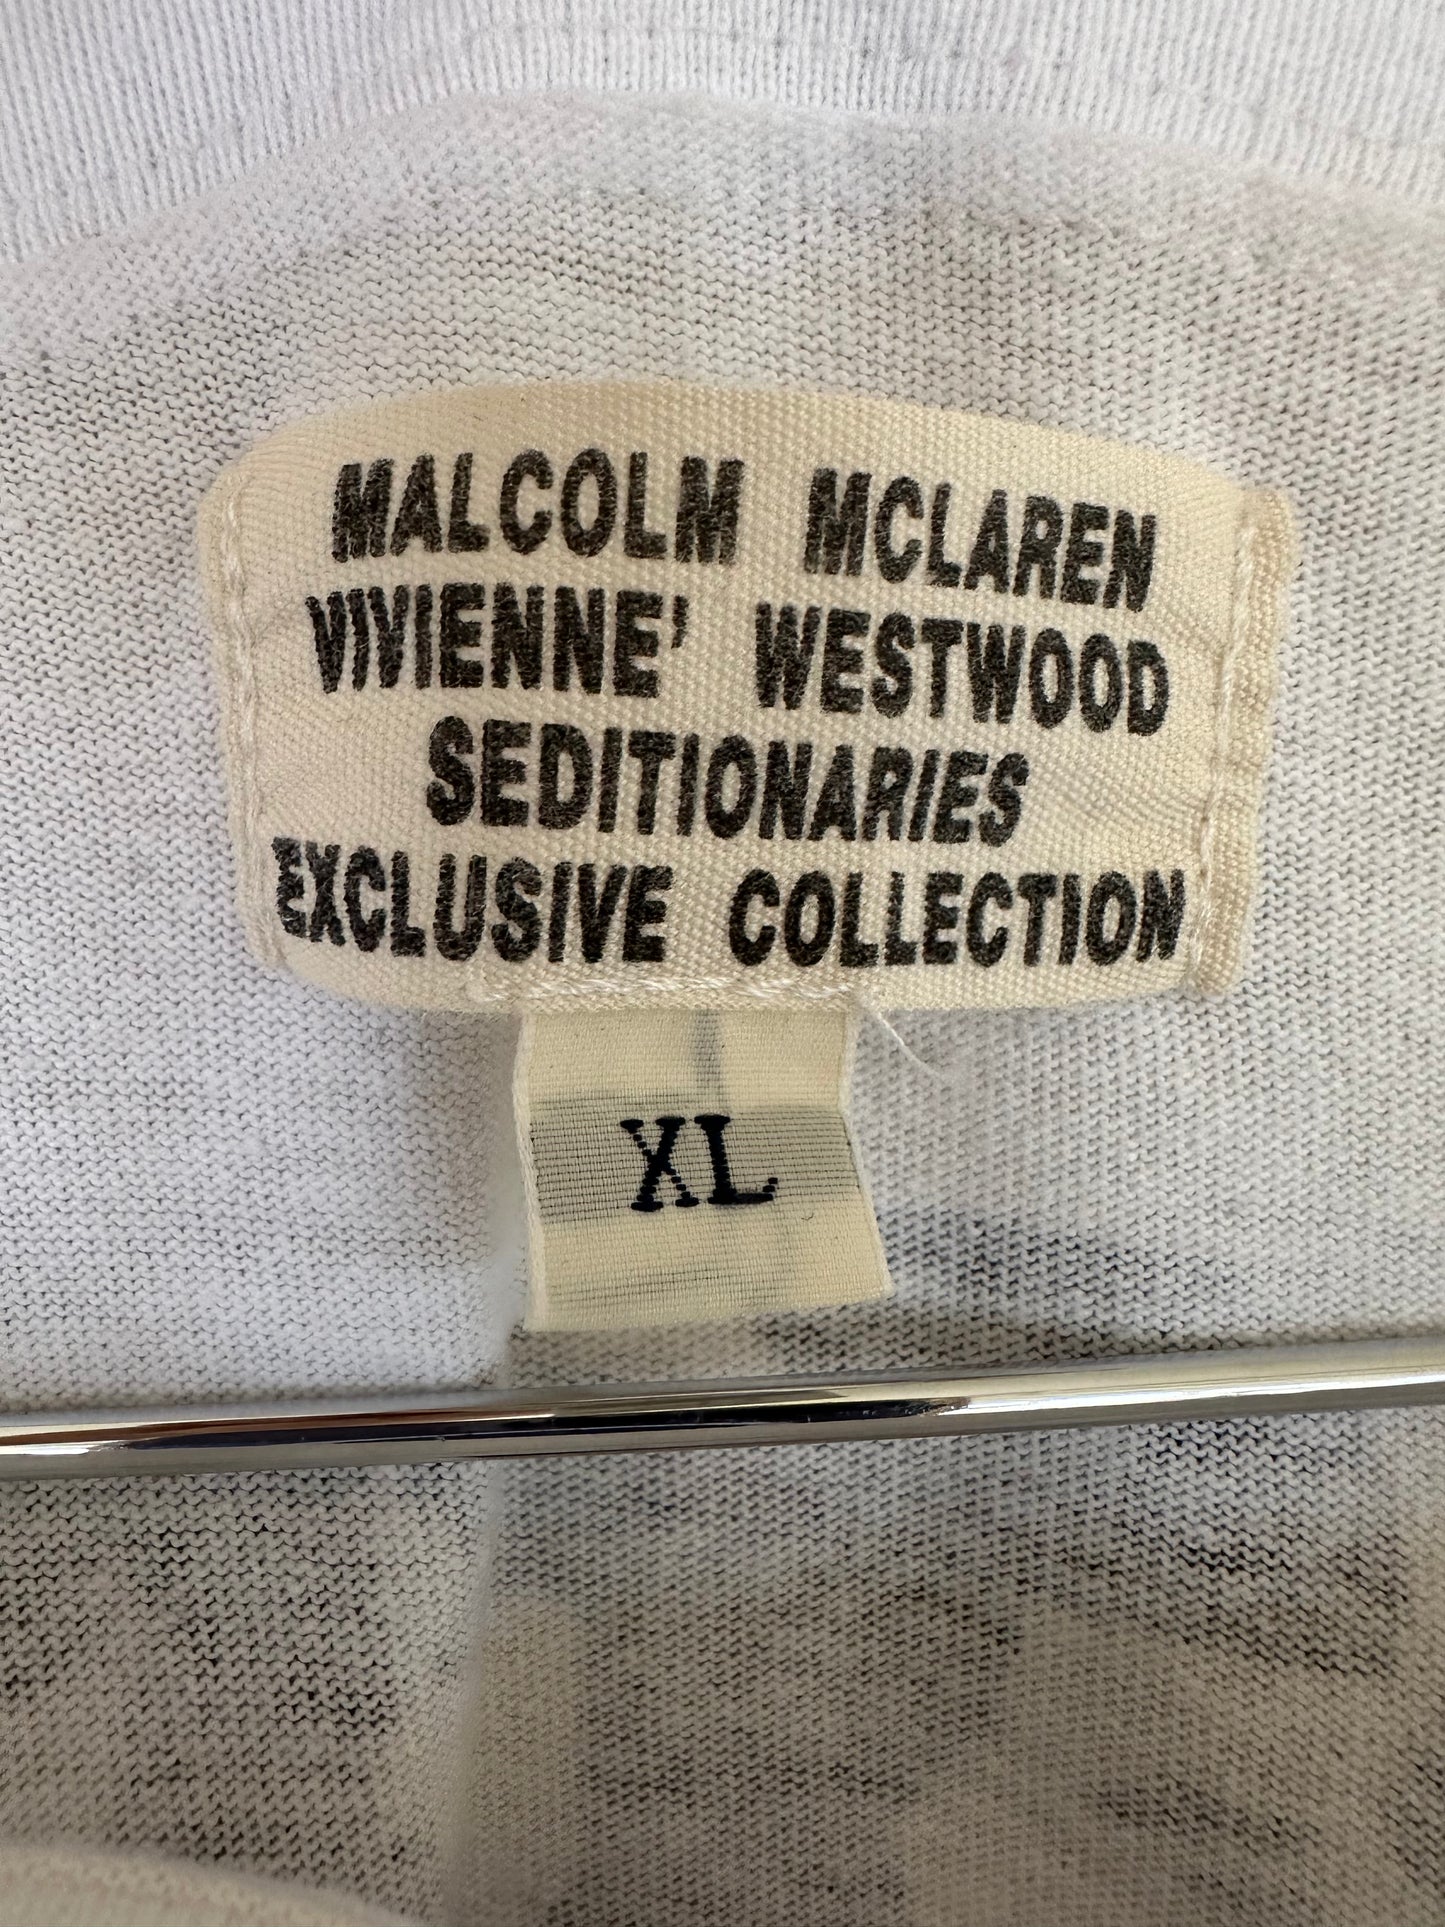 MALCOLM MCLAREN
VIVIENNE' WESTWOOD
SEDITIONARIES
EXCLUSIVE COLLECTION
XL